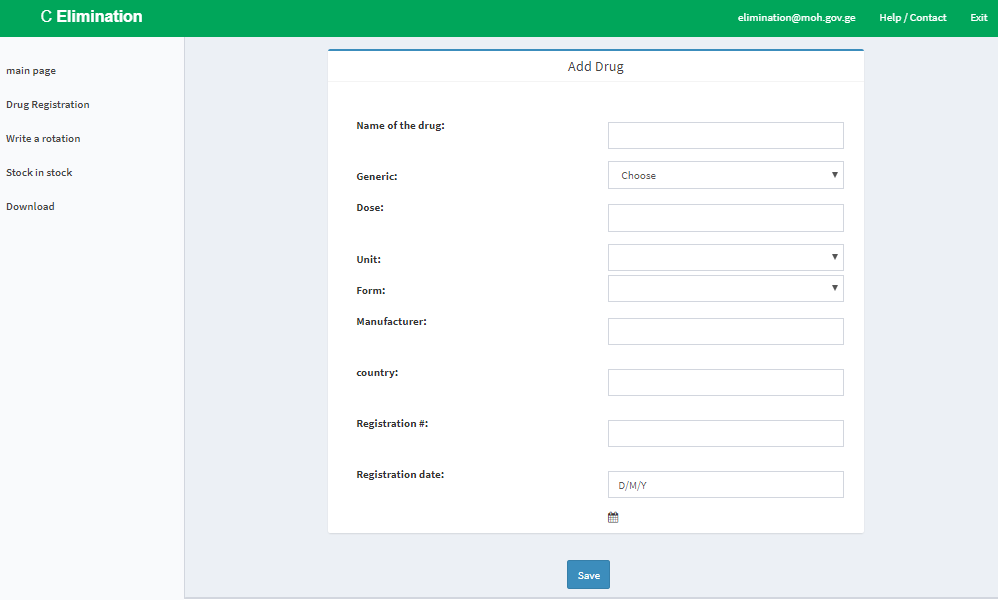 C Elimination
elimination@moh.gov.ge Help / Contact Exit
main page
Drug Registration
Write a rotation
Stock in stock
Download
Add Drug
Name of the drug:
Generic: Choose
Dose:
Unit:
Form:
Manufacturer:
country:
Registration #:
Registration date: D/M/Y
Save